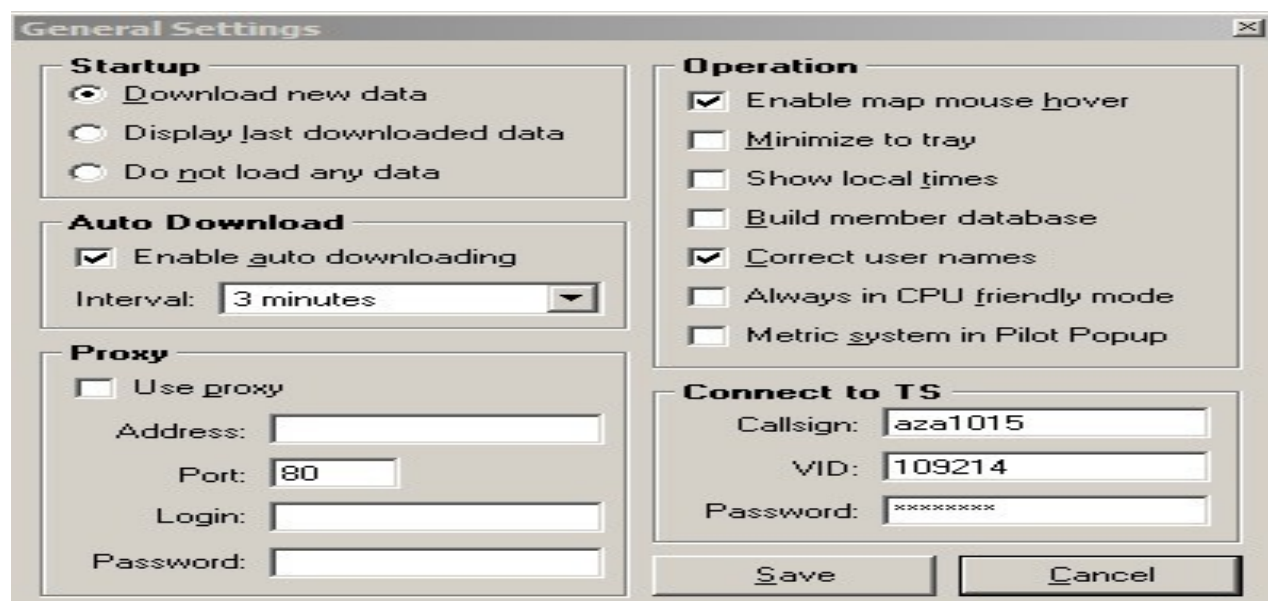 General Settings
Startup
Download new data
Display last downloaded data
Do not load any data
Auto Download
Enable auto downloading
Interval: 3 minutes
Proxy
Use proxy
Address:
Port: 80
Login:
Password:
Operation
Enable map mouse hover
Minimize to tray
Show local times
Build member database
Correct user names
Always in CPU friendly mode
Metric system in Pilot Popup
Connect to TS
Callsign: aza1015
VID: 109214
Password: ********
Save
Cancel